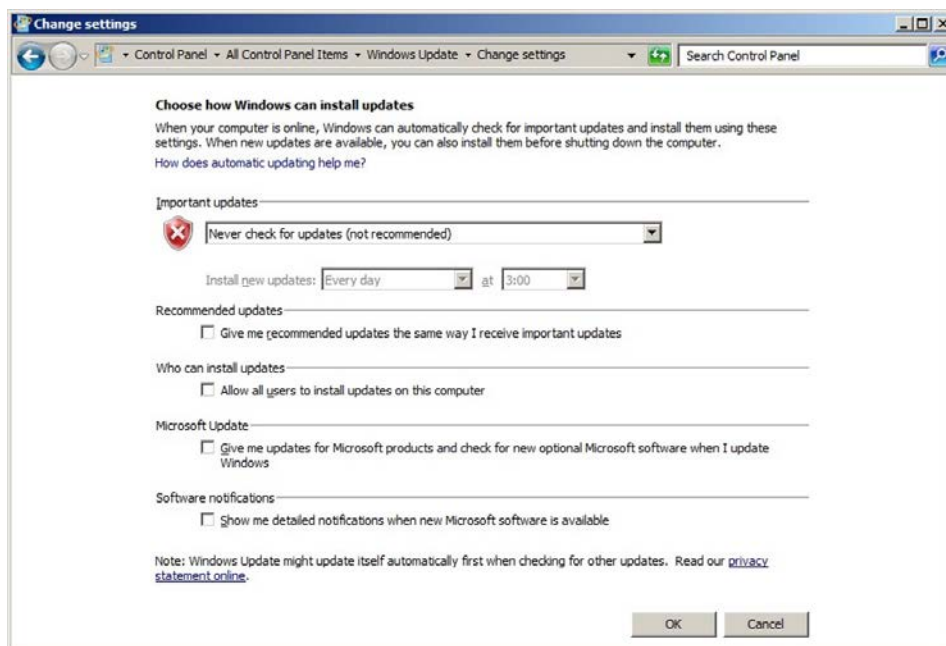 Change settings
Control Panel All Control Panel Items Windows Update Change settings
Search Control Panel
Choose how Windows can install updates
When your computer is online, Windows can automatically check for important updates and install them using these
settings. When new updates are available, you can also install them before shutting down the computer.
How does automatic updating help me?
Important updates
Never check for updates (not recommended)
Install new updates: Every day at 3:00
Recommended updates
Give me recommended updates the same way I receive important updates
Who can install updates
Allow all users to install updates on this computer
Microsoft Update
Give me updates for Microsoft products and check for new optional Microsoft software when I update
Windows
Software notifications
Show me detailed notifications when new Microsoft software is available
Note: Windows Update might update itself automatically first when checking for other updates. Read our privacy
statement online.
OK Cancel